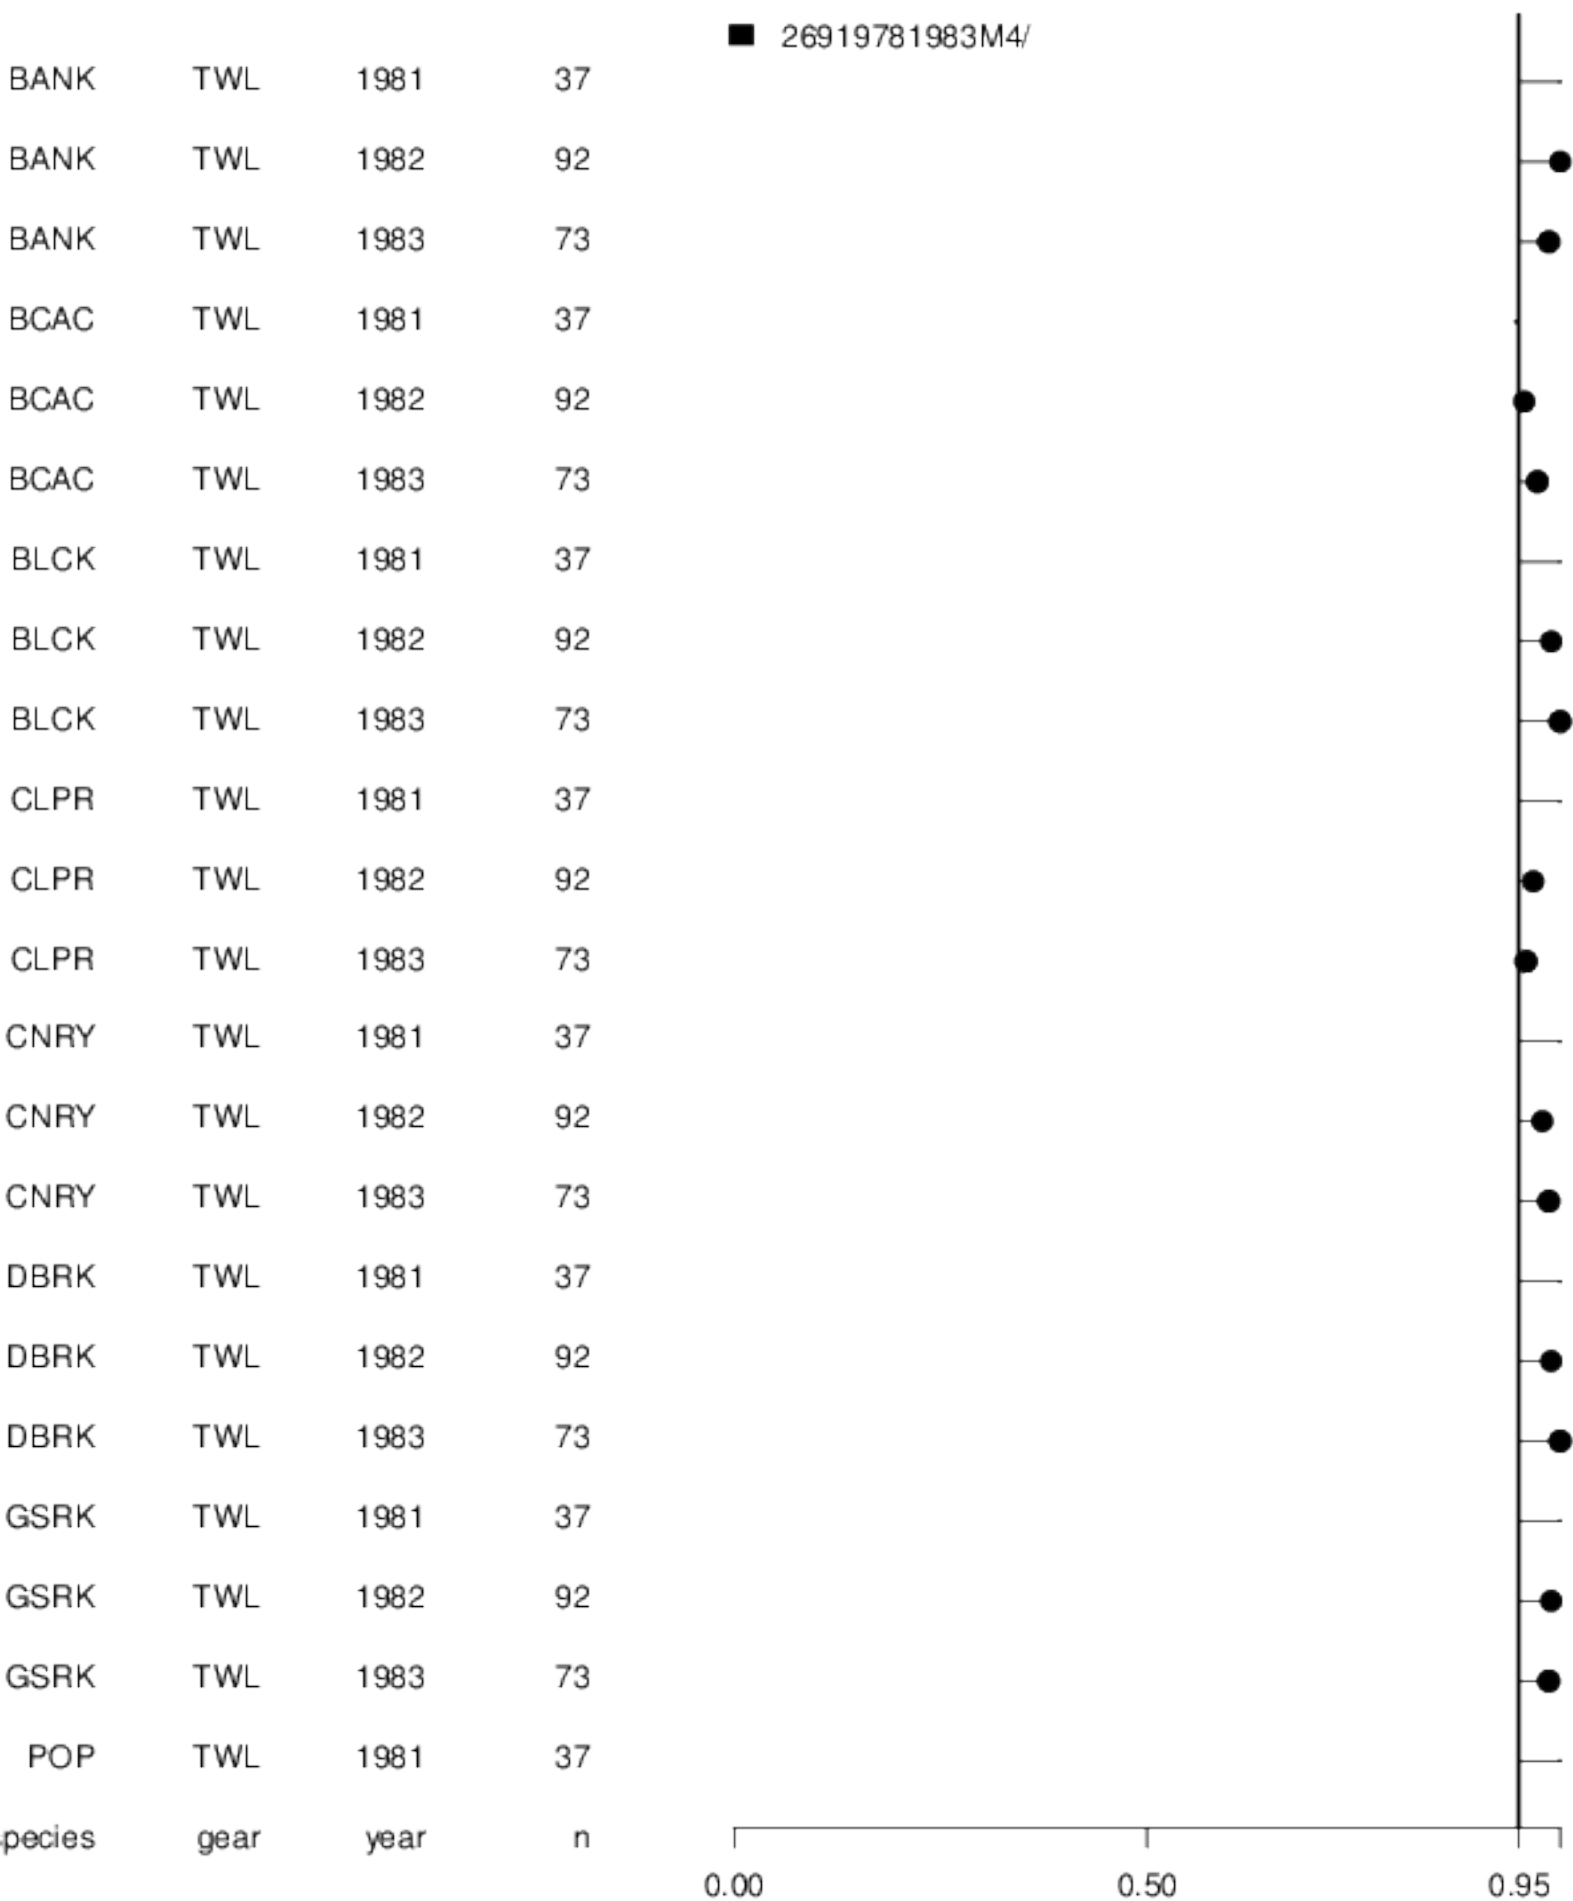 26919781983M4/
BANK TWL 1981 37
BANK TWL 1982 92
BANK TWL 1983 73
BCAC TWL 1981 37
BCAC TWL 1982 92
BCAC TWL 1983 73
BLCK TWL 1981 37
BLCK TWL 1982 92
BLCK TWL 1983 73
CLPR TWL 1981 37
CLPR TWL 1982 92
CLPR TWL 1983 73
CNRY TWL 1981 37
CNRY TWL 1982 92
CNRY TWL 1983 73
DBRK TWL 1981 37
DBRK TWL 1982 92
DBRK TWL 1983 73
GSRK TWL 1981 37
GSRK TWL 1982 92
GSRK TWL 1983 73
POP TWL 1981 37
pecies gear year n
0.00 0.50 0.95